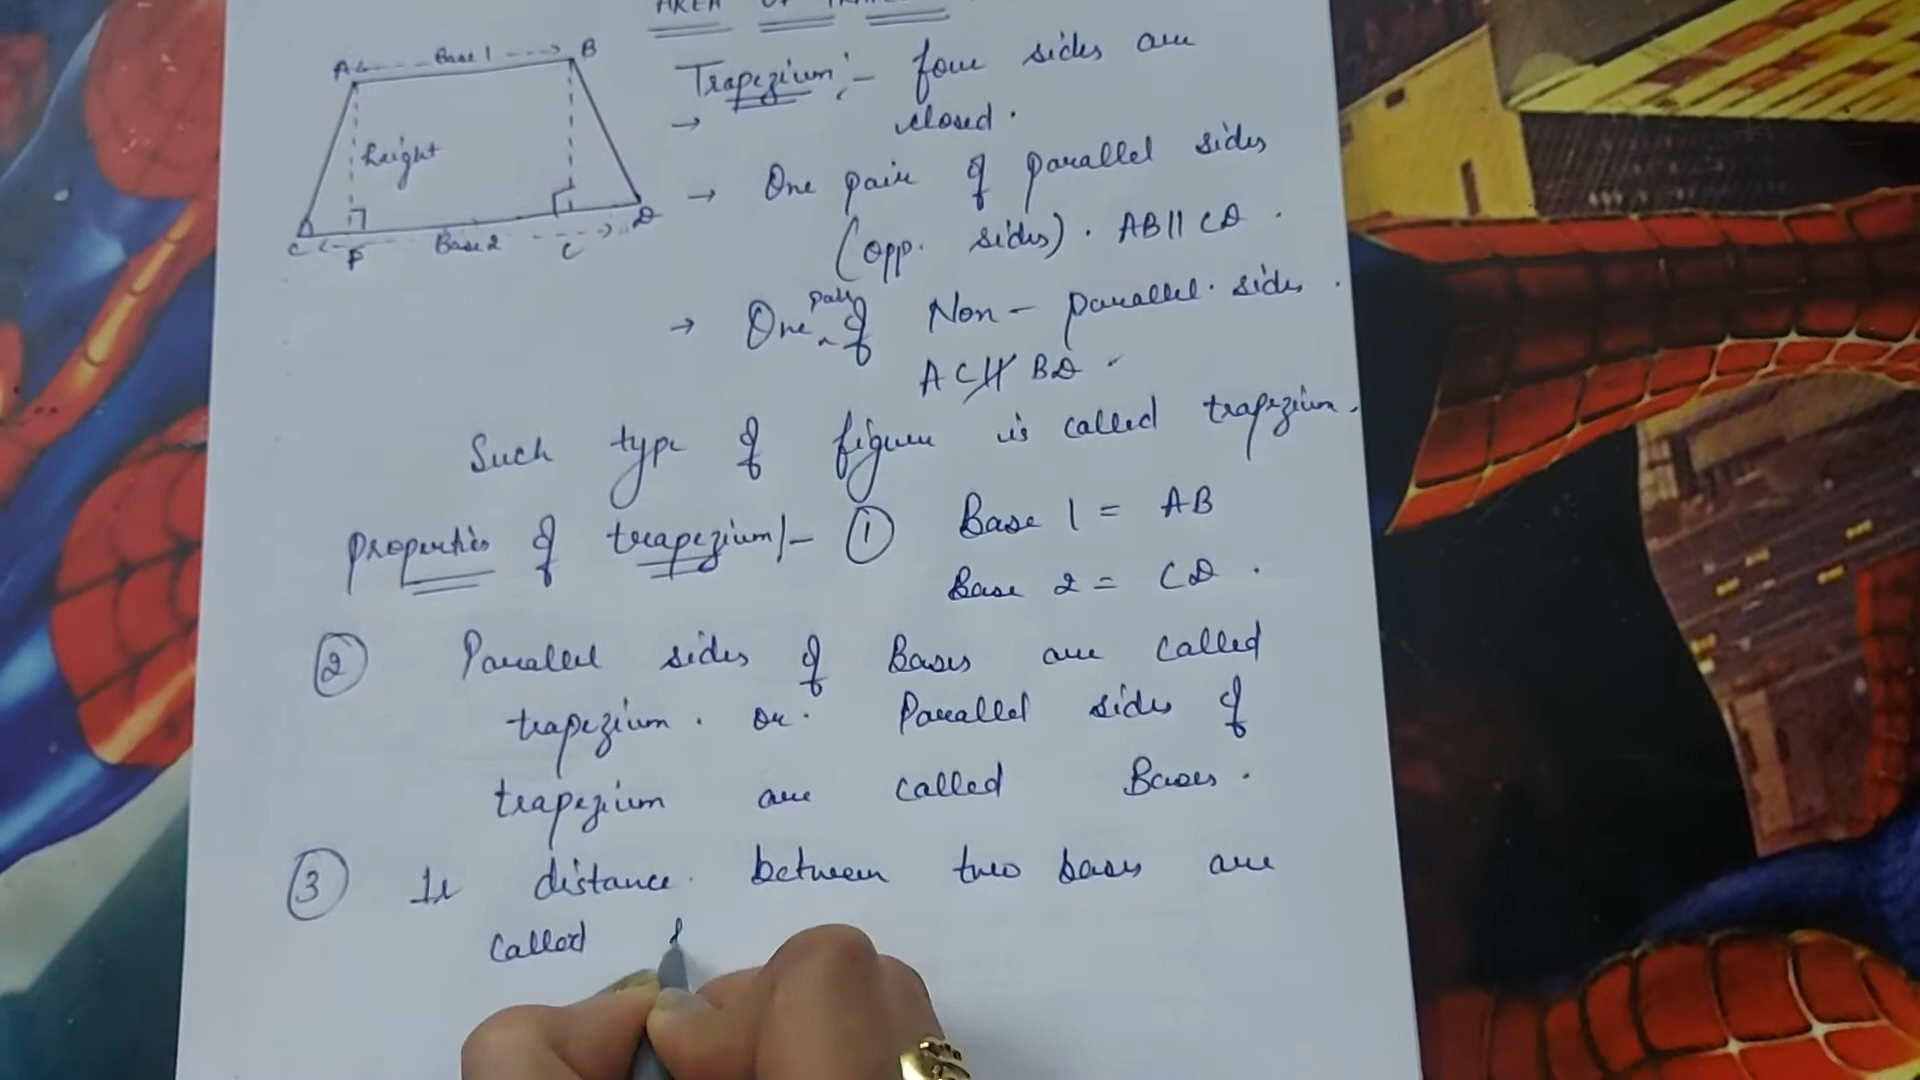 AREA OF
A Base 1 B
height
C F Base 2 C D
Trapezium :- four sides are
→ closed.
→ One pair of parallel sides
(opp. sides). AB || CD.
→ One pair of Non-parallel sides.
AC ∦ BD.
Such type of figure is called trapezium.
Properties of trapezium :- ① Base 1 = AB
Base 2 = CD.
② Parallel sides of Bases are called
trapezium. or. Parallel sides of
trapezium are called Bases.
③ distance between two bases are
called